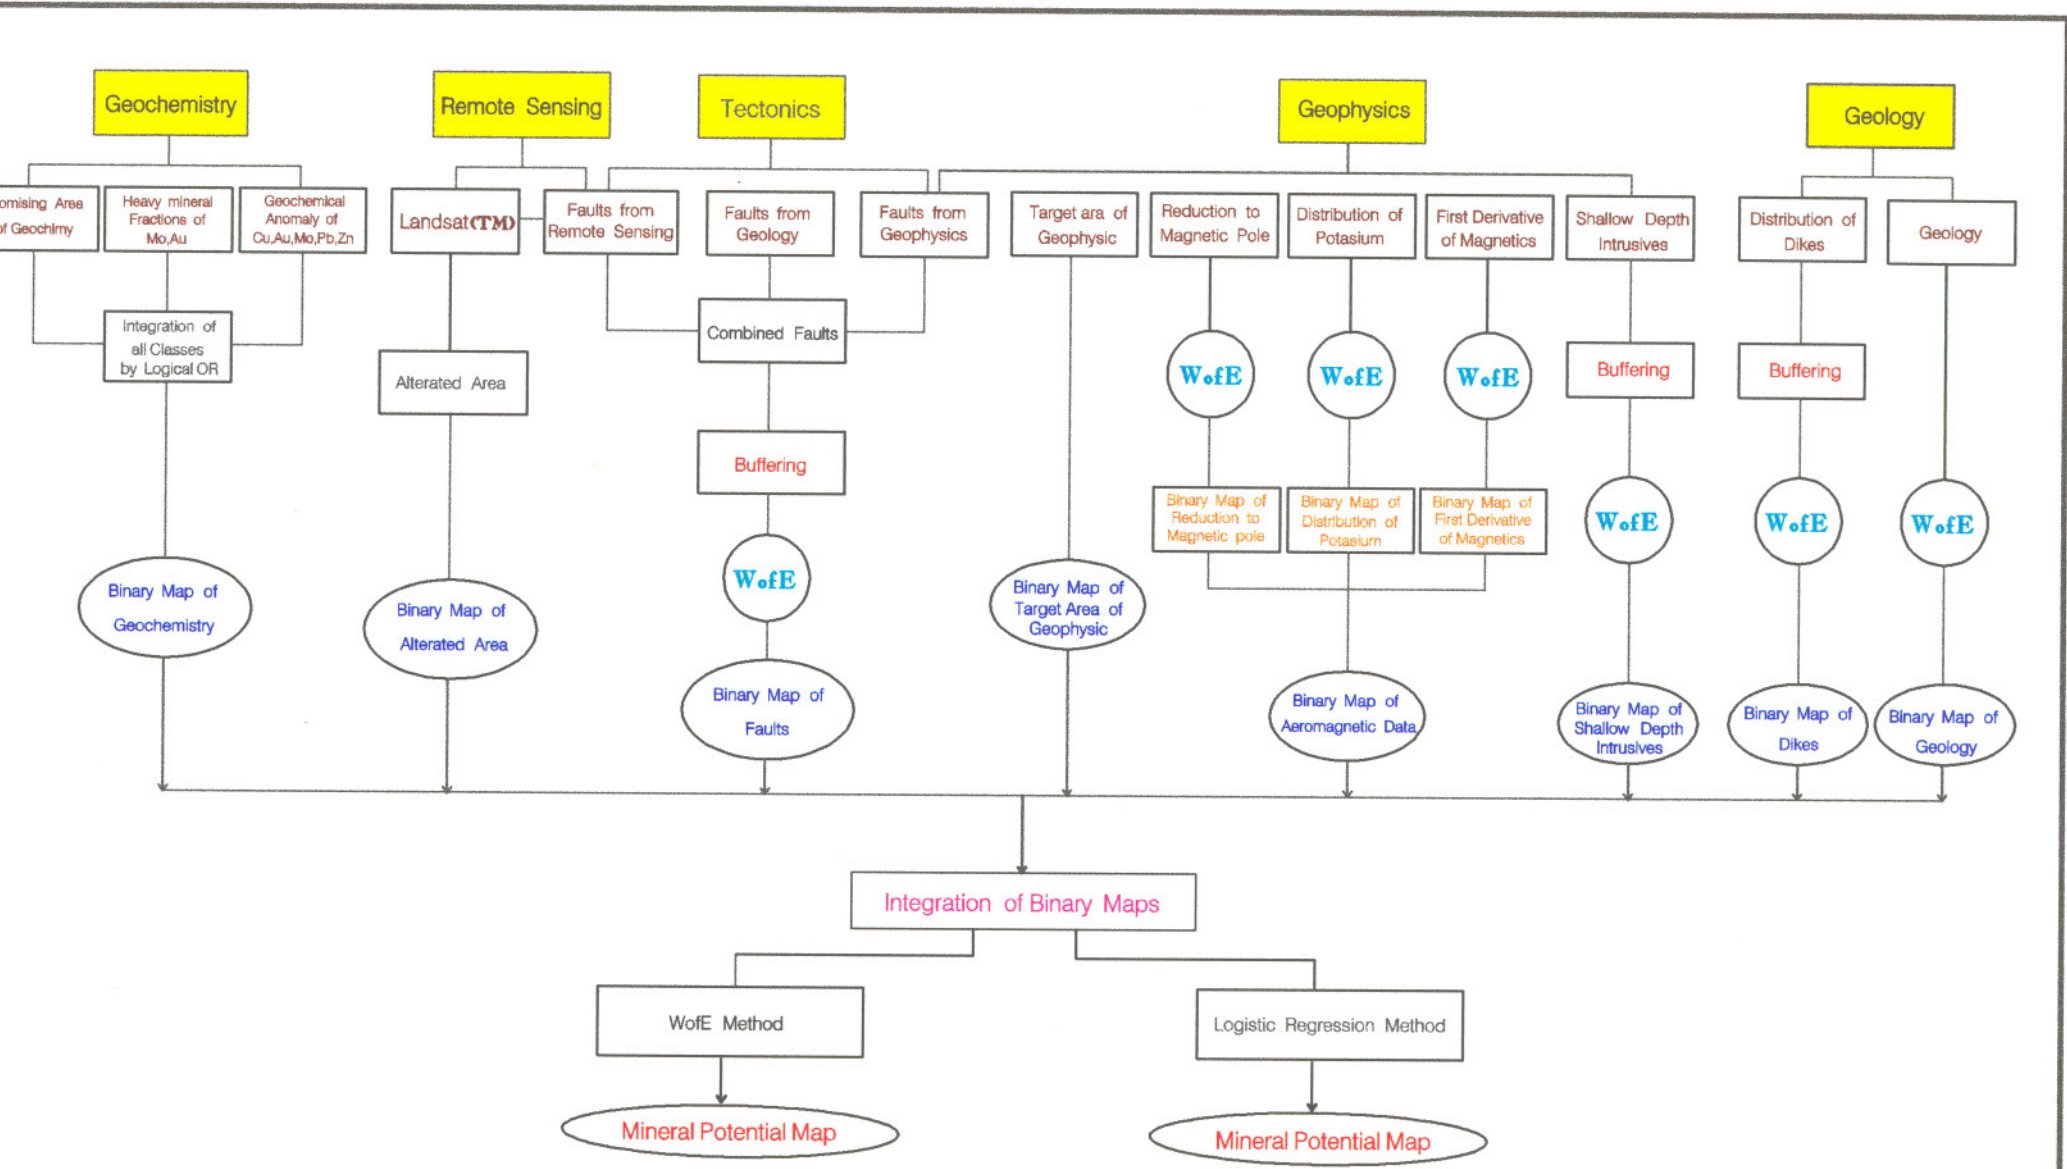 Geochemistry
Remote Sensing
Tectonics
Geophysics
Geology
omising Area
of Geochimy
Heavy mineral
Fractions of
Mo,Au
Geochemical
Anomaly of
Cu,Au,Mo,Pb,Zn
Landsat(TM)
Faults from
Remote Sensing
Faults from
Geology
Faults from
Geophysics
Target ara of
Geophysic
Reduction to
Magnetic Pole
Distribution of
Potasium
First Derivative
of Magnetics
Shallow Depth
Intrusives
Distribution of
Dikes
Geology
Integration of
all Classes
by Logical OR
Alterated Area
Combined Faults
Buffering
WofE
WofE
WofE
WofE
Buffering
Buffering
Binary Map of
Reduction to
Magnetic pole
Binary Map of
Distribution of
Potasium
Binary Map of
First Derivative
of Magnetics
WofE
WofE
WofE
Binary Map of
Geochemistry
Binary Map of
Alterated Area
Binary Map of
Faults
Binary Map of
Target Area of
Geophysic
Binary Map of
Aeromagnetic Data
Binary Map of
Shallow Depth
Intrusives
Binary Map of
Dikes
Binary Map of
Geology
Integration of Binary Maps
WofE Method
Logistic Regression Method
Mineral Potential Map
Mineral Potential Map